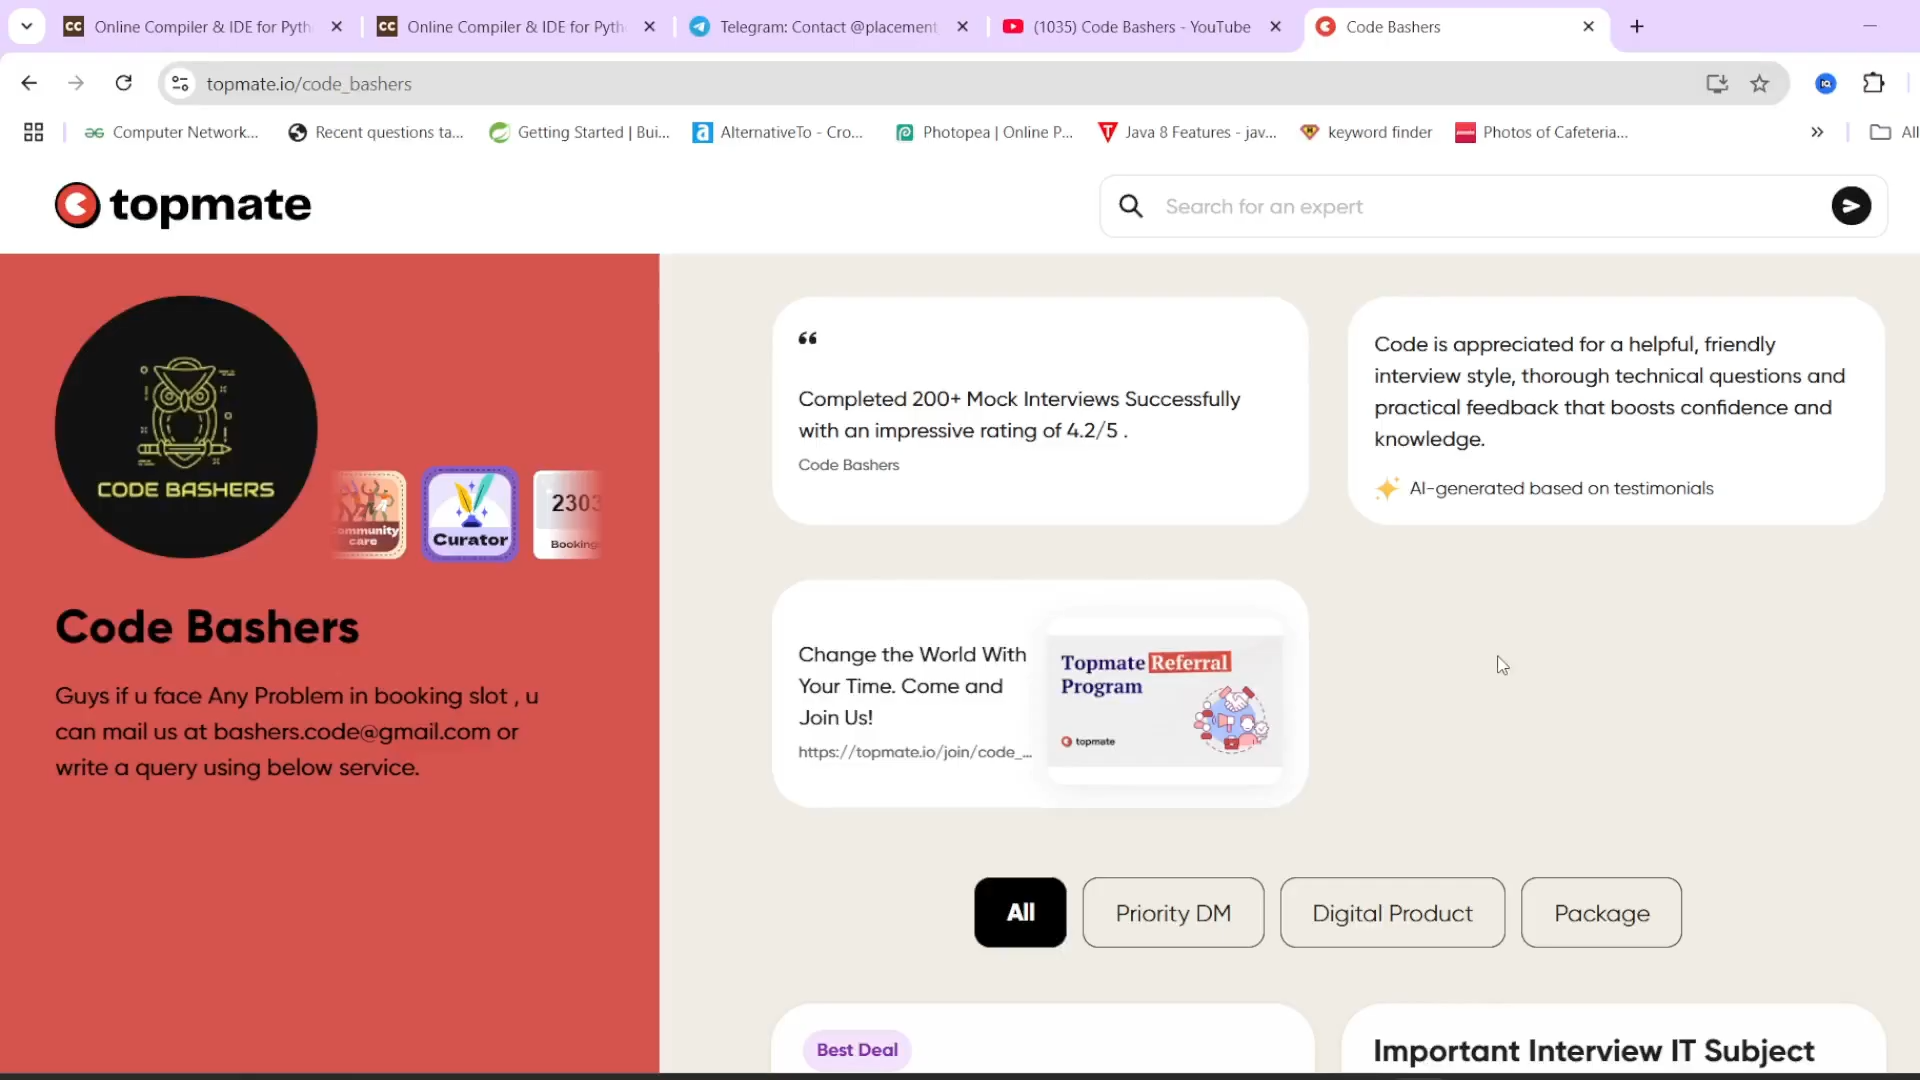 Online Compiler & IDE for Pyth
Online Compiler & IDE for Pyth
Telegram: Contact @placement
(1035) Code Bashers - YouTube
Code Bashers
topmate.io/code_bashers
Computer Network...
Recent questions ta...
Getting Started | Bui...
AlternativeTo - Cro...
Photopea | Online P...
Java 8 Features - jav...
keyword finder
Photos of Cafeteria...
All
topmate
Search for an expert
CODE BASHERS
ommunity
care
Curator
2303
Booking
Code Bashers
Guys if u face Any Problem in booking slot , u
can mail us at bashers.code@gmail.com or
write a query using below service.
“
Completed 200+ Mock Interviews Successfully
with an impressive rating of 4.2/5 .
Code Bashers
Code is appreciated for a helpful, friendly
interview style, thorough technical questions and
practical feedback that boosts confidence and
knowledge.
AI-generated based on testimonials
Change the World With
Your Time. Come and
Join Us!
https://topmate.io/join/code_...
Topmate Referral
Program
topmate
All
Priority DM
Digital Product
Package
Best Deal
Important Interview IT Subject